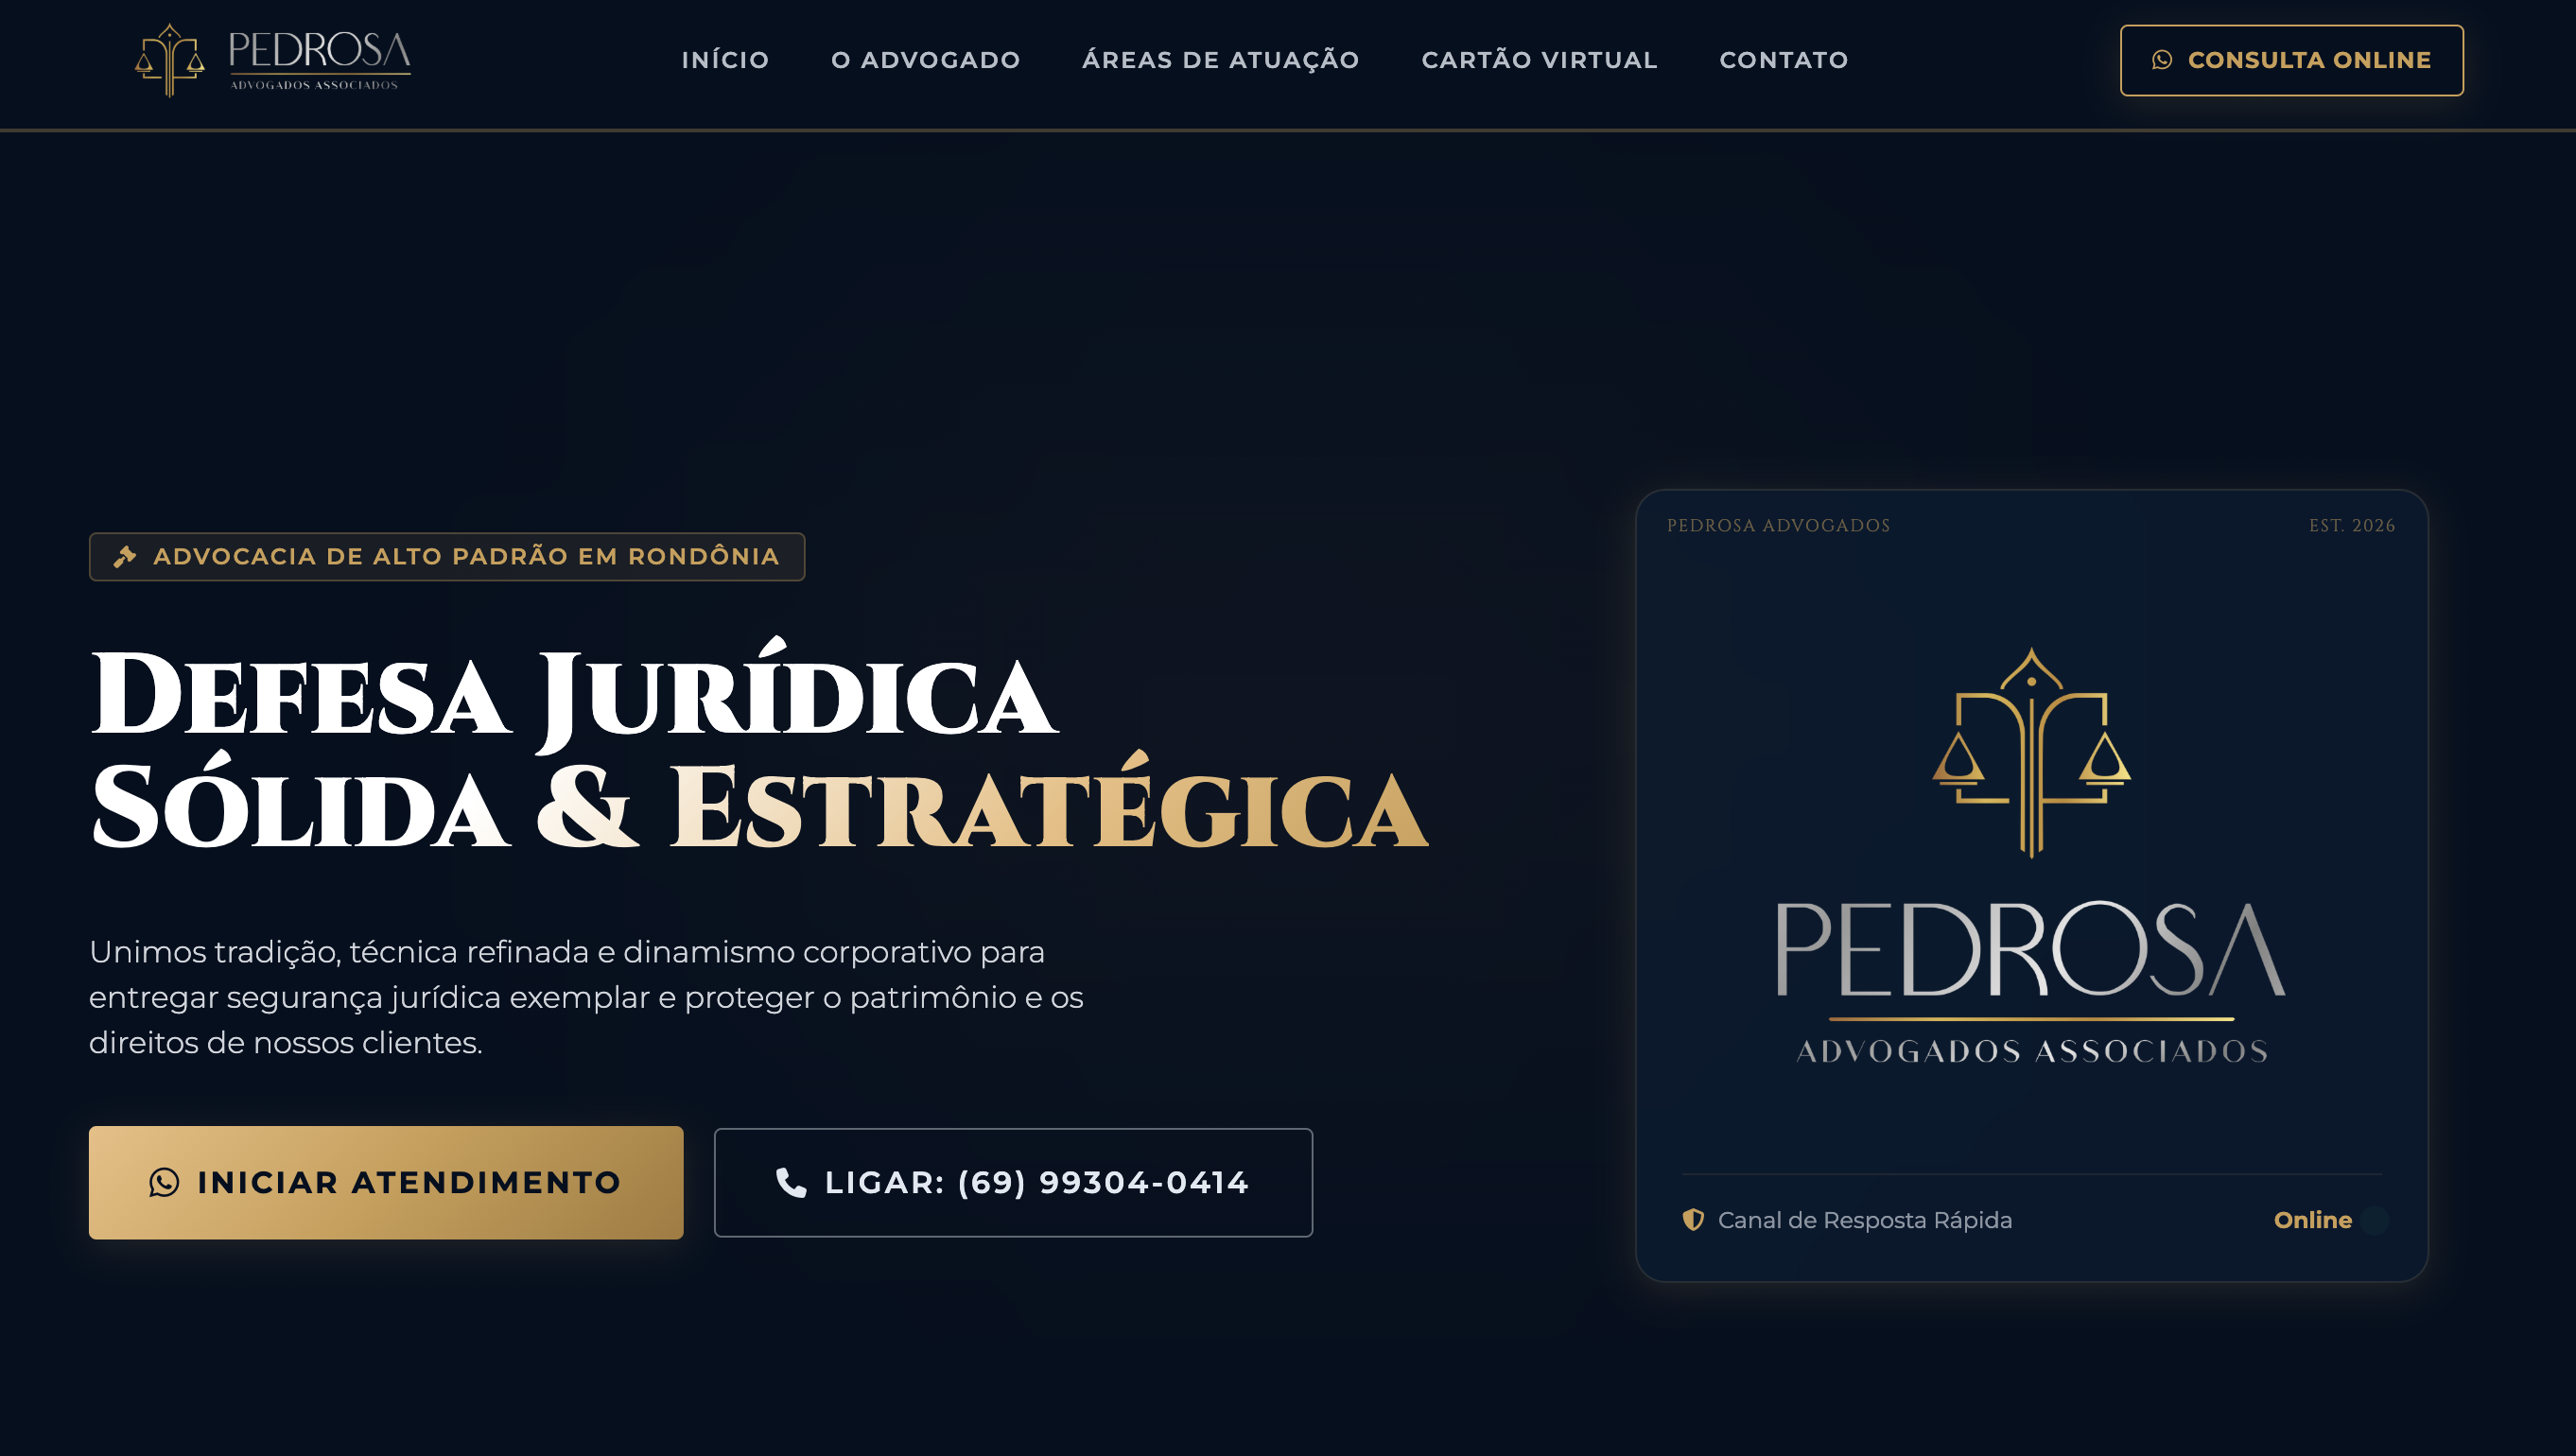 PEDROSA
ADVOGADOS ASSOCIADOS
INÍCIO
O ADVOGADO
ÁREAS DE ATUAÇÃO
CARTÃO VIRTUAL
CONTATO
CONSULTA ONLINE
ADVOCACIA DE ALTO PADRÃO EM RONDÔNIA
Defesa Jurídica
Sólida & Estratégica
Unimos tradição, técnica refinada e dinamismo corporativo para
entregar segurança jurídica exemplar e proteger o patrimônio e os
direitos de nossos clientes.
INICIAR ATENDIMENTO
LIGAR: (69) 99304-0414
PEDROSA ADVOGADOS
EST. 2026
PEDROSA
ADVOGADOS ASSOCIADOS
Canal de Resposta Rápida
Online